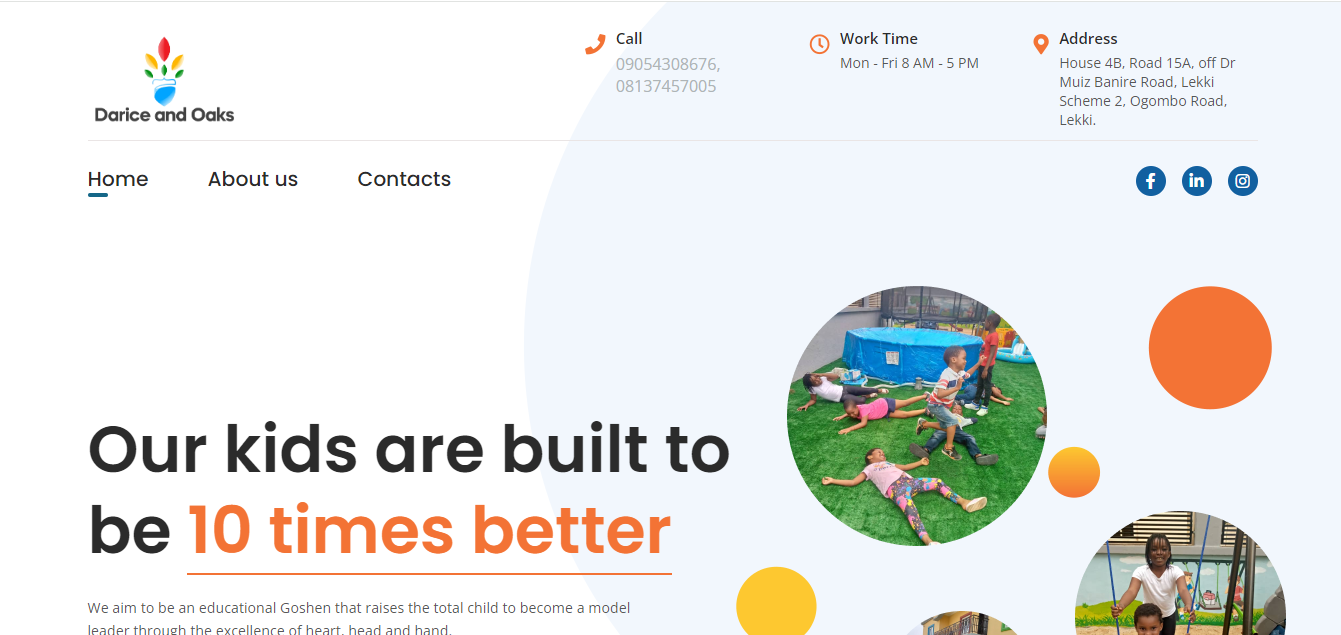 Darice and Oaks
Call
09054308676,
08137457005
Work Time
Mon - Fri 8 AM - 5 PM
Address
House 4B, Road 15A, off Dr
Muiz Banire Road, Lekki
Scheme 2, Ogombo Road,
Lekki.
Home About us Contacts
Our kids are built to
be 10 times better
We aim to be an educational Goshen that raises the total child to become a model
leader through the excellence of heart, head and hand.